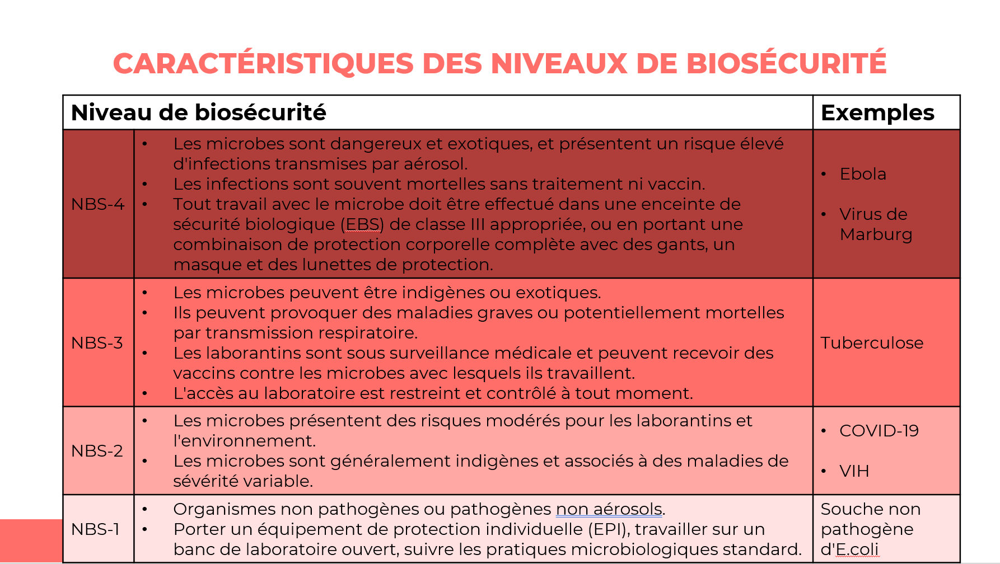 CARACTÉRISTIQUES DES NIVEAUX DE BIOSÉCURITÉ
Niveau de biosécurité
Exemples
NBS-4
• Les microbes sont dangereux et exotiques, et présentent un risque élevé
d'infections transmises par aérosol.
• Les infections sont souvent mortelles sans traitement ni vaccin.
• Tout travail avec le microbe doit être effectué dans une enceinte de
sécurité biologique (EBS) de classe III appropriée, ou en portant une
combinaison de protection corporelle complète avec des gants, un
masque et des lunettes de protection.
• Ebola
• Virus de
Marburg
NBS-3
• Les microbes peuvent être indigènes ou exotiques.
• Ils peuvent provoquer des maladies graves ou potentiellement mortelles
par transmission respiratoire.
• Les laborantins sont sous surveillance médicale et peuvent recevoir des
vaccins contre les microbes avec lesquels ils travaillent.
• L'accès au laboratoire est restreint et contrôlé à tout moment.
Tuberculose
NBS-2
• Les microbes présentent des risques modérés pour les laborantins et
l'environnement.
• Les microbes sont généralement indigènes et associés à des maladies de
sévérité variable.
• COVID-19
• VIH
NBS-1
• Organismes non pathogènes ou pathogènes non aérosols.
• Porter un équipement de protection individuelle (EPI), travailler sur un
banc de laboratoire ouvert, suivre les pratiques microbiologiques standard.
Souche non
pathogène
d'E.coli